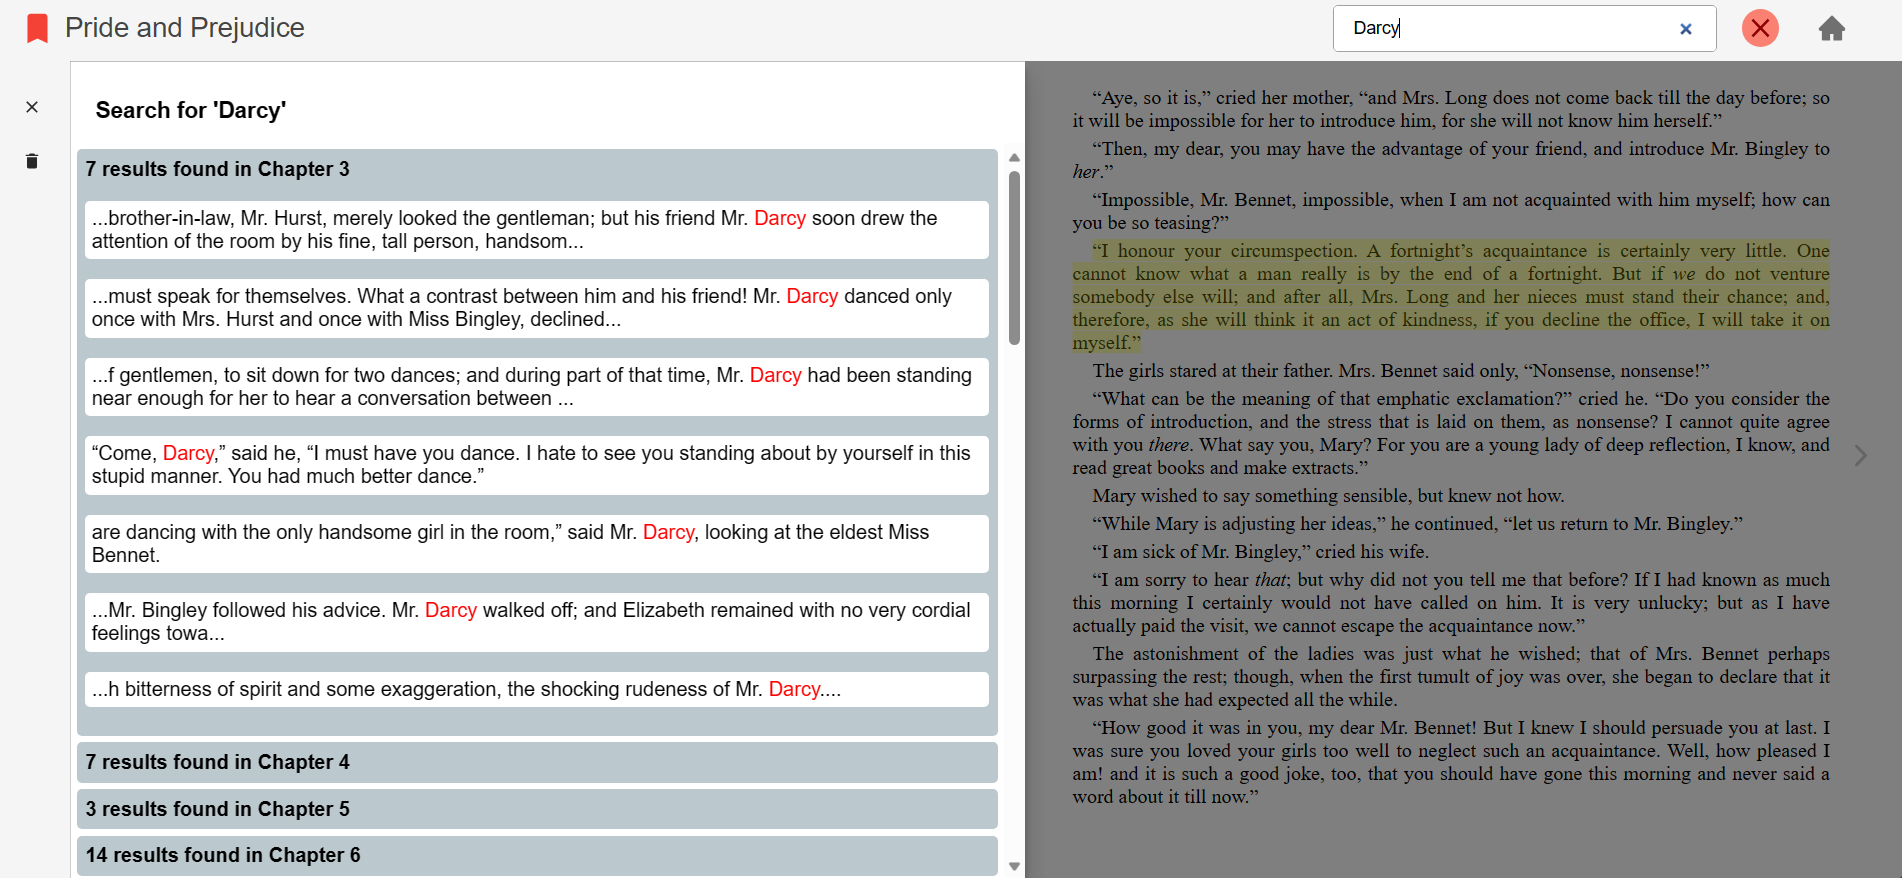 Pride and Prejudice
Darcy
Search for 'Darcy'
7 results found in Chapter 3
...brother-in-law, Mr. Hurst, merely looked the gentleman; but his friend Mr. Darcy soon drew the
attention of the room by his fine, tall person, handsom...
...must speak for themselves. What a contrast between him and his friend! Mr. Darcy danced only
once with Mrs. Hurst and once with Miss Bingley, declined...
...f gentlemen, to sit down for two dances; and during part of that time, Mr. Darcy had been standing
near enough for her to hear a conversation between ...
“Come, Darcy,” said he, “I must have you dance. I hate to see you standing about by yourself in this
stupid manner. You had much better dance.”
are dancing with the only handsome girl in the room,” said Mr. Darcy, looking at the eldest Miss
Bennet.
...Mr. Bingley followed his advice. Mr. Darcy walked off; and Elizabeth remained with no very cordial
feelings towa...
...h bitterness of spirit and some exaggeration, the shocking rudeness of Mr. Darcy....
7 results found in Chapter 4
3 results found in Chapter 5
14 results found in Chapter 6
“Aye, so it is,” cried her mother, “and Mrs. Long does not come back till the day before; so
it will be impossible for her to introduce him, for she will not know him herself.”
“Then, my dear, you may have the advantage of your friend, and introduce Mr. Bingley to
her.”
“Impossible, Mr. Bennet, impossible, when I am not acquainted with him myself; how can
you be so teasing?”
“I honour your circumspection. A fortnight’s acquaintance is certainly very little. One
cannot know what a man really is by the end of a fortnight. But if we do not venture
somebody else will; and after all, Mrs. Long and her nieces must stand their chance; and,
therefore, as she will think it an act of kindness, if you decline the office, I will take it on
myself.”
The girls stared at their father. Mrs. Bennet said only, “Nonsense, nonsense!”
“What can be the meaning of that emphatic exclamation?” cried he. “Do you consider the
forms of introduction, and the stress that is laid on them, as nonsense? I cannot quite agree
with you there. What say you, Mary? For you are a young lady of deep reflection, I know, and
read great books and make extracts.”
Mary wished to say something sensible, but knew not how.
“While Mary is adjusting her ideas,” he continued, “let us return to Mr. Bingley.”
“I am sick of Mr. Bingley,” cried his wife.
“I am sorry to hear that; but why did not you tell me that before? If I had known as much
this morning I certainly would not have called on him. It is very unlucky; but as I have
actually paid the visit, we cannot escape the acquaintance now.”
The astonishment of the ladies was just what he wished; that of Mrs. Bennet perhaps
surpassing the rest; though, when the first tumult of joy was over, she began to declare that it
was what she had expected all the while.
“How good it was in you, my dear Mr. Bennet! But I knew I should persuade you at last. I
was sure you loved your girls too well to neglect such an acquaintance. Well, how pleased I
am! and it is such a good joke, too, that you should have gone this morning and never said a
word about it till now.”